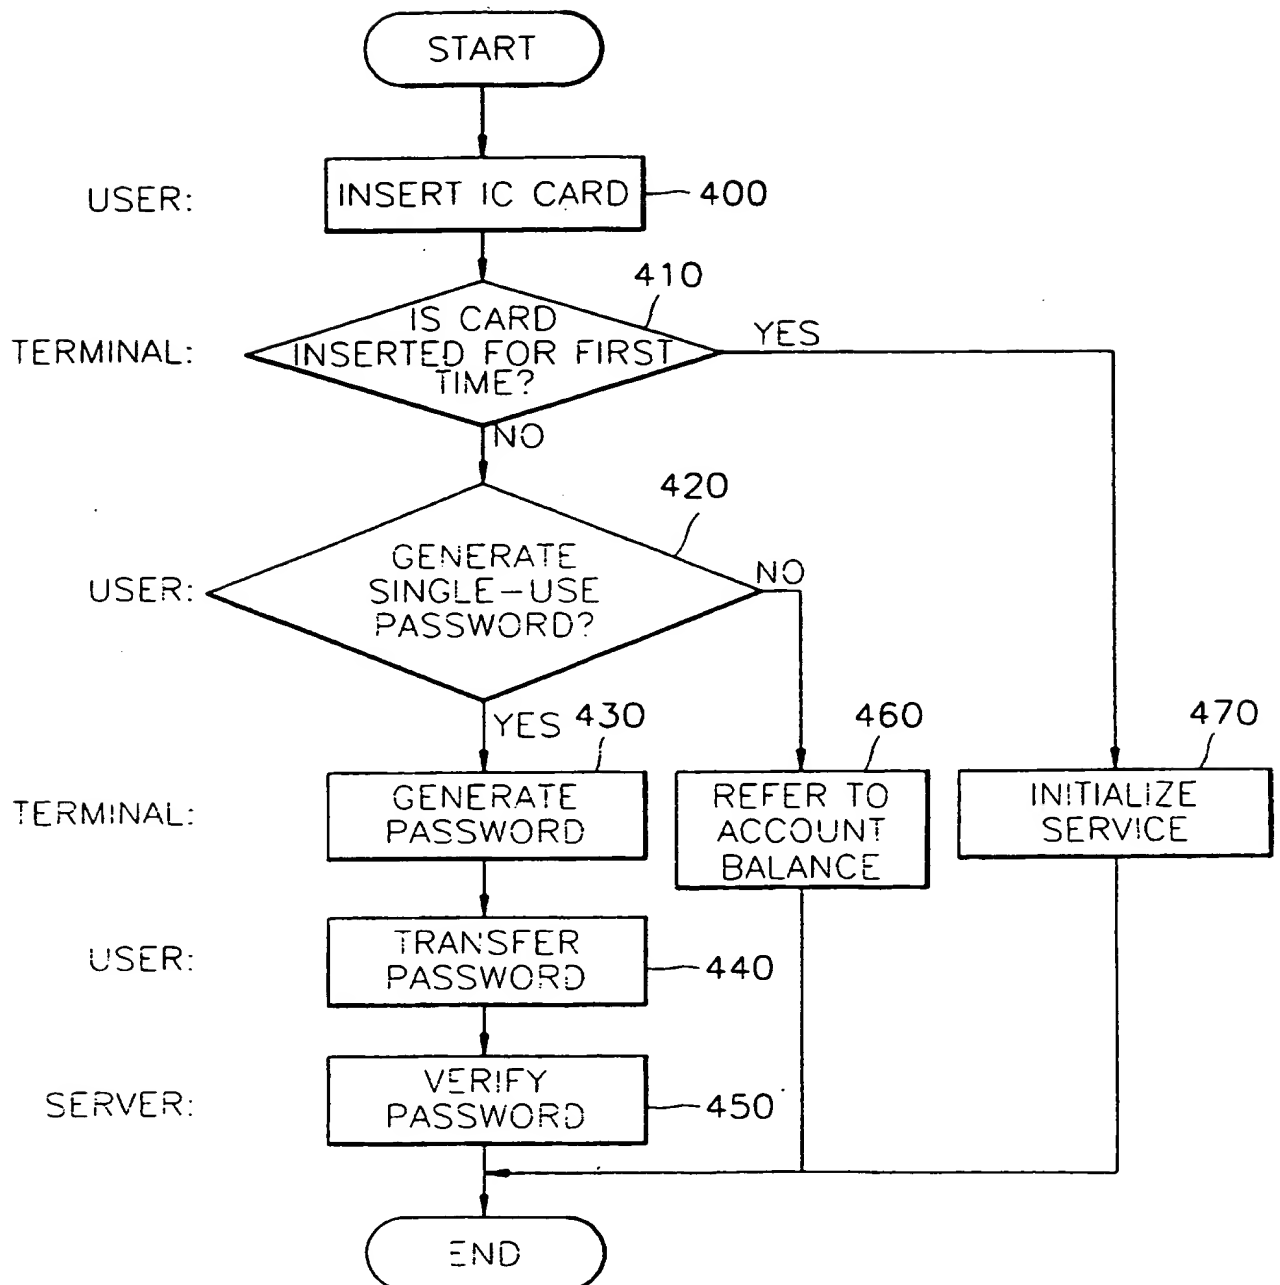 START
USER:
INSERT IC CARD
400
410
TERMINAL:
IS CARD
INSERTED FOR FIRST
TIME?
YES
NO
420
USER:
GENERATE
SINGLE-USE
PASSWORD?
NO
YES
430
460
470
TERMINAL:
GENERATE
PASSWORD
REFER TO
ACCOUNT
BALANCE
INITIALIZE
SERVICE
USER:
TRANSFER
PASSWORD
440
SERVER:
VERIFY
PASSWORD
450
END